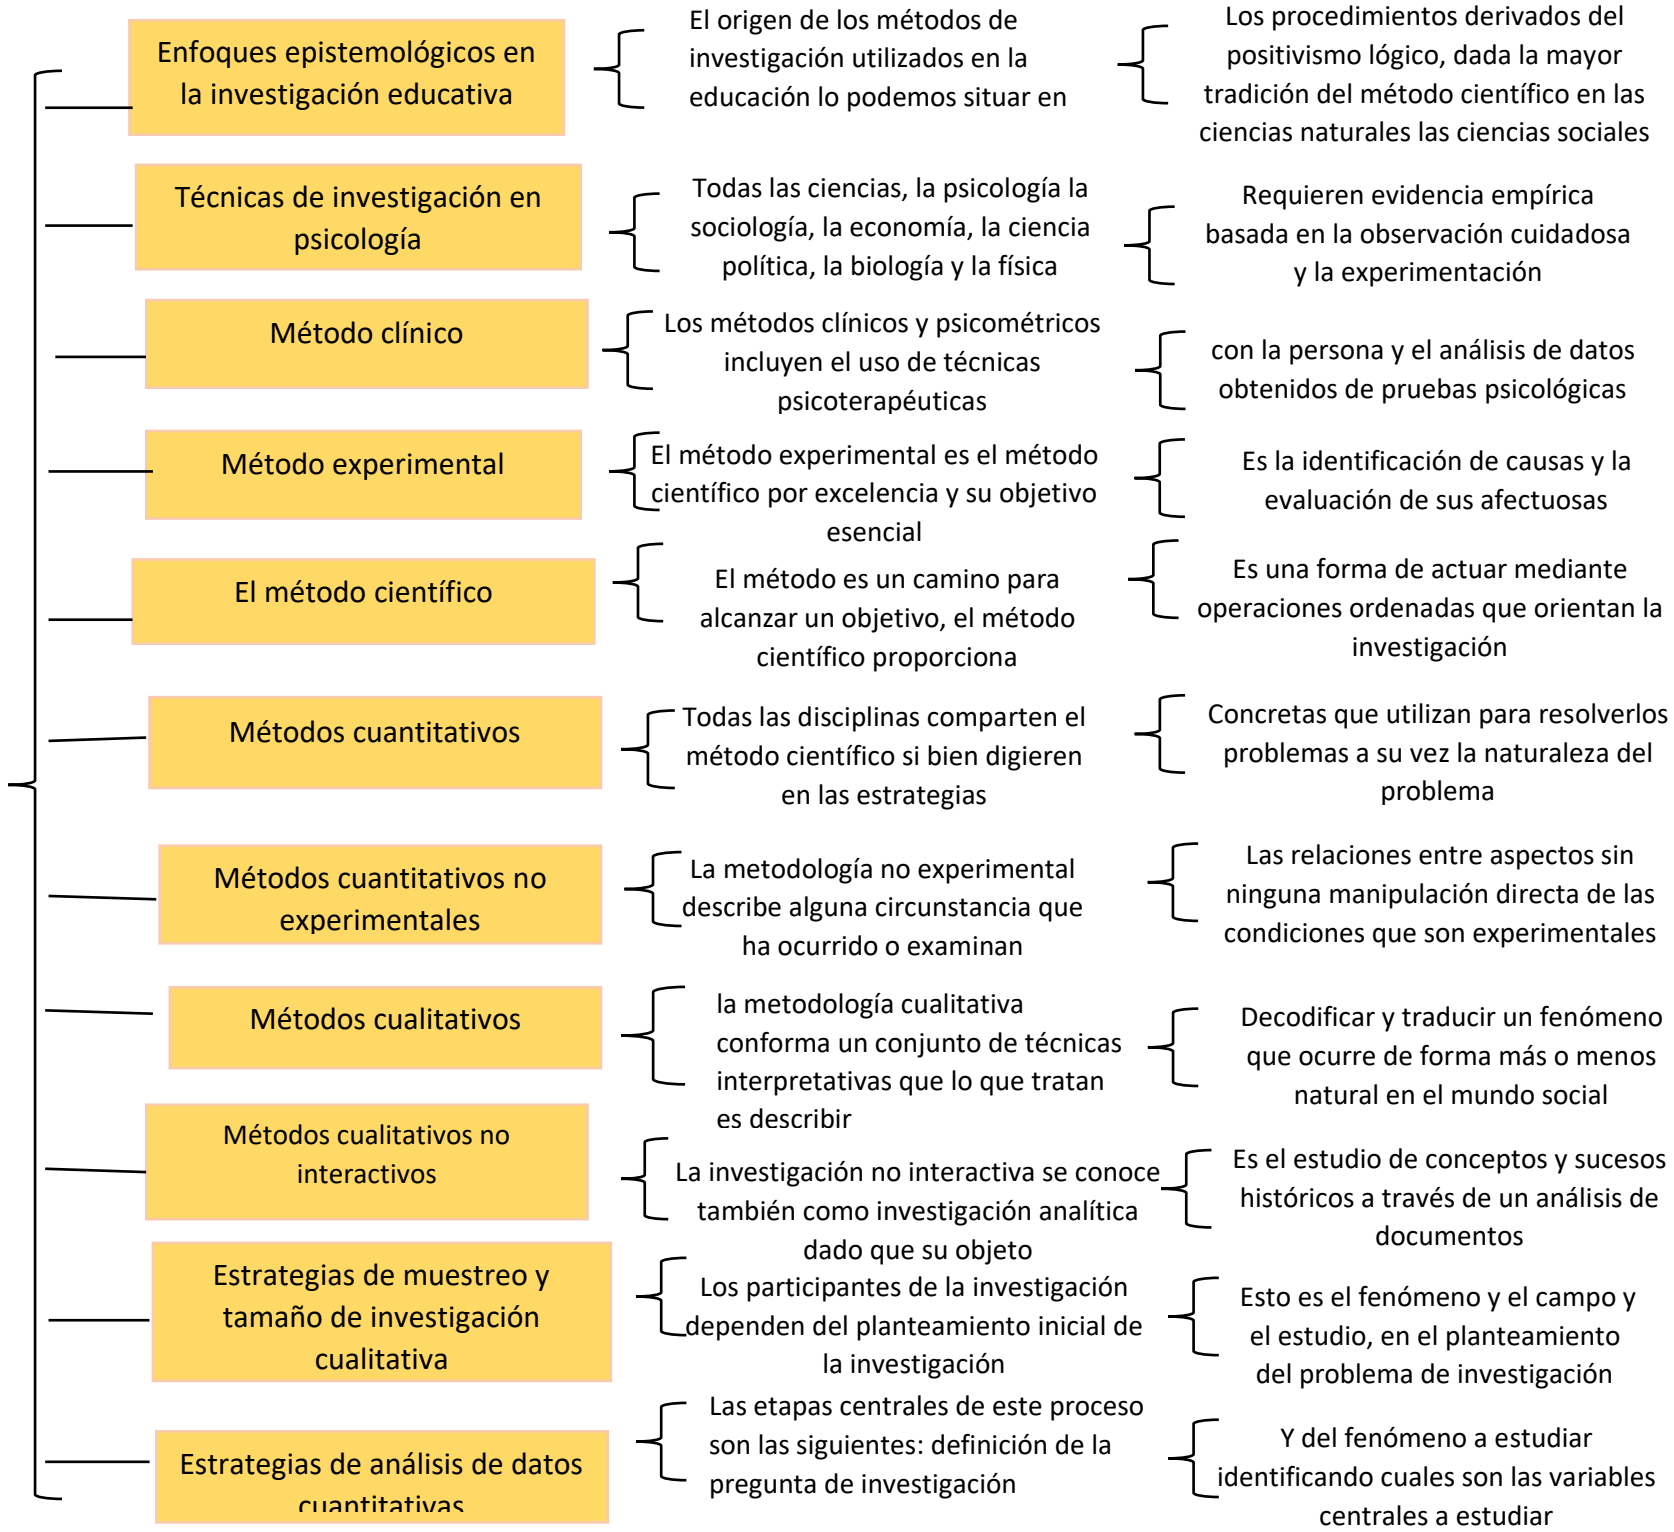 Enfoques epistemológicos en
la investigación educativa
El origen de los métodos de
investigación utilizados en la
educación lo podemos situar en
Los procedimientos derivados del
positivismo lógico, dada la mayor
tradición del método científico en las
ciencias naturales las ciencias sociales
Técnicas de investigación en
psicología
Todas las ciencias, la psicología la
sociología, la economía, la ciencia
política, la biología y la física
Requieren evidencia empírica
basada en la observación cuidadosa
y la experimentación
Método clínico
Los métodos clínicos y psicométricos
incluyen el uso de técnicas
psicoterapéuticas
con la persona y el análisis de datos
obtenidos de pruebas psicológicas
Método experimental
El método experimental es el método
científico por excelencia y su objetivo
esencial
Es la identificación de causas y la
evaluación de sus afectuosas
El método científico
El método es un camino para
alcanzar un objetivo, el método
científico proporciona
Es una forma de actuar mediante
operaciones ordenadas que orientan la
investigación
Métodos cuantitativos
Todas las disciplinas comparten el
método científico si bien digieren
en las estrategias
Concretas que utilizan para resolverlos
problemas a su vez la naturaleza del
problema
Métodos cuantitativos no
experimentales
La metodología no experimental
describe alguna circunstancia que
ha ocurrido o examinan
Las relaciones entre aspectos sin
ninguna manipulación directa de las
condiciones que son experimentales
Métodos cualitativos
la metodología cualitativa
conforma un conjunto de técnicas
interpretativas que lo que tratan
es describir
Decodificar y traducir un fenómeno
que ocurre de forma más o menos
natural en el mundo social
Métodos cualitativos no
interactivos
La investigación no interactiva se conoce
también como investigación analítica
dado que su objeto
Es el estudio de conceptos y sucesos
históricos a través de un análisis de
documentos
Estrategias de muestreo y
tamaño de investigación
cualitativa
Los participantes de la investigación
dependen del planteamiento inicial de
la investigación
Esto es el fenómeno y el campo y
el estudio, en el planteamiento
del problema de investigación
Estrategias de análisis de datos
cuantitativas
Las etapas centrales de este proceso
son las siguientes: definición de la
pregunta de investigación
Y del fenómeno a estudiar
identificando cuales son las variables
centrales a estudiar